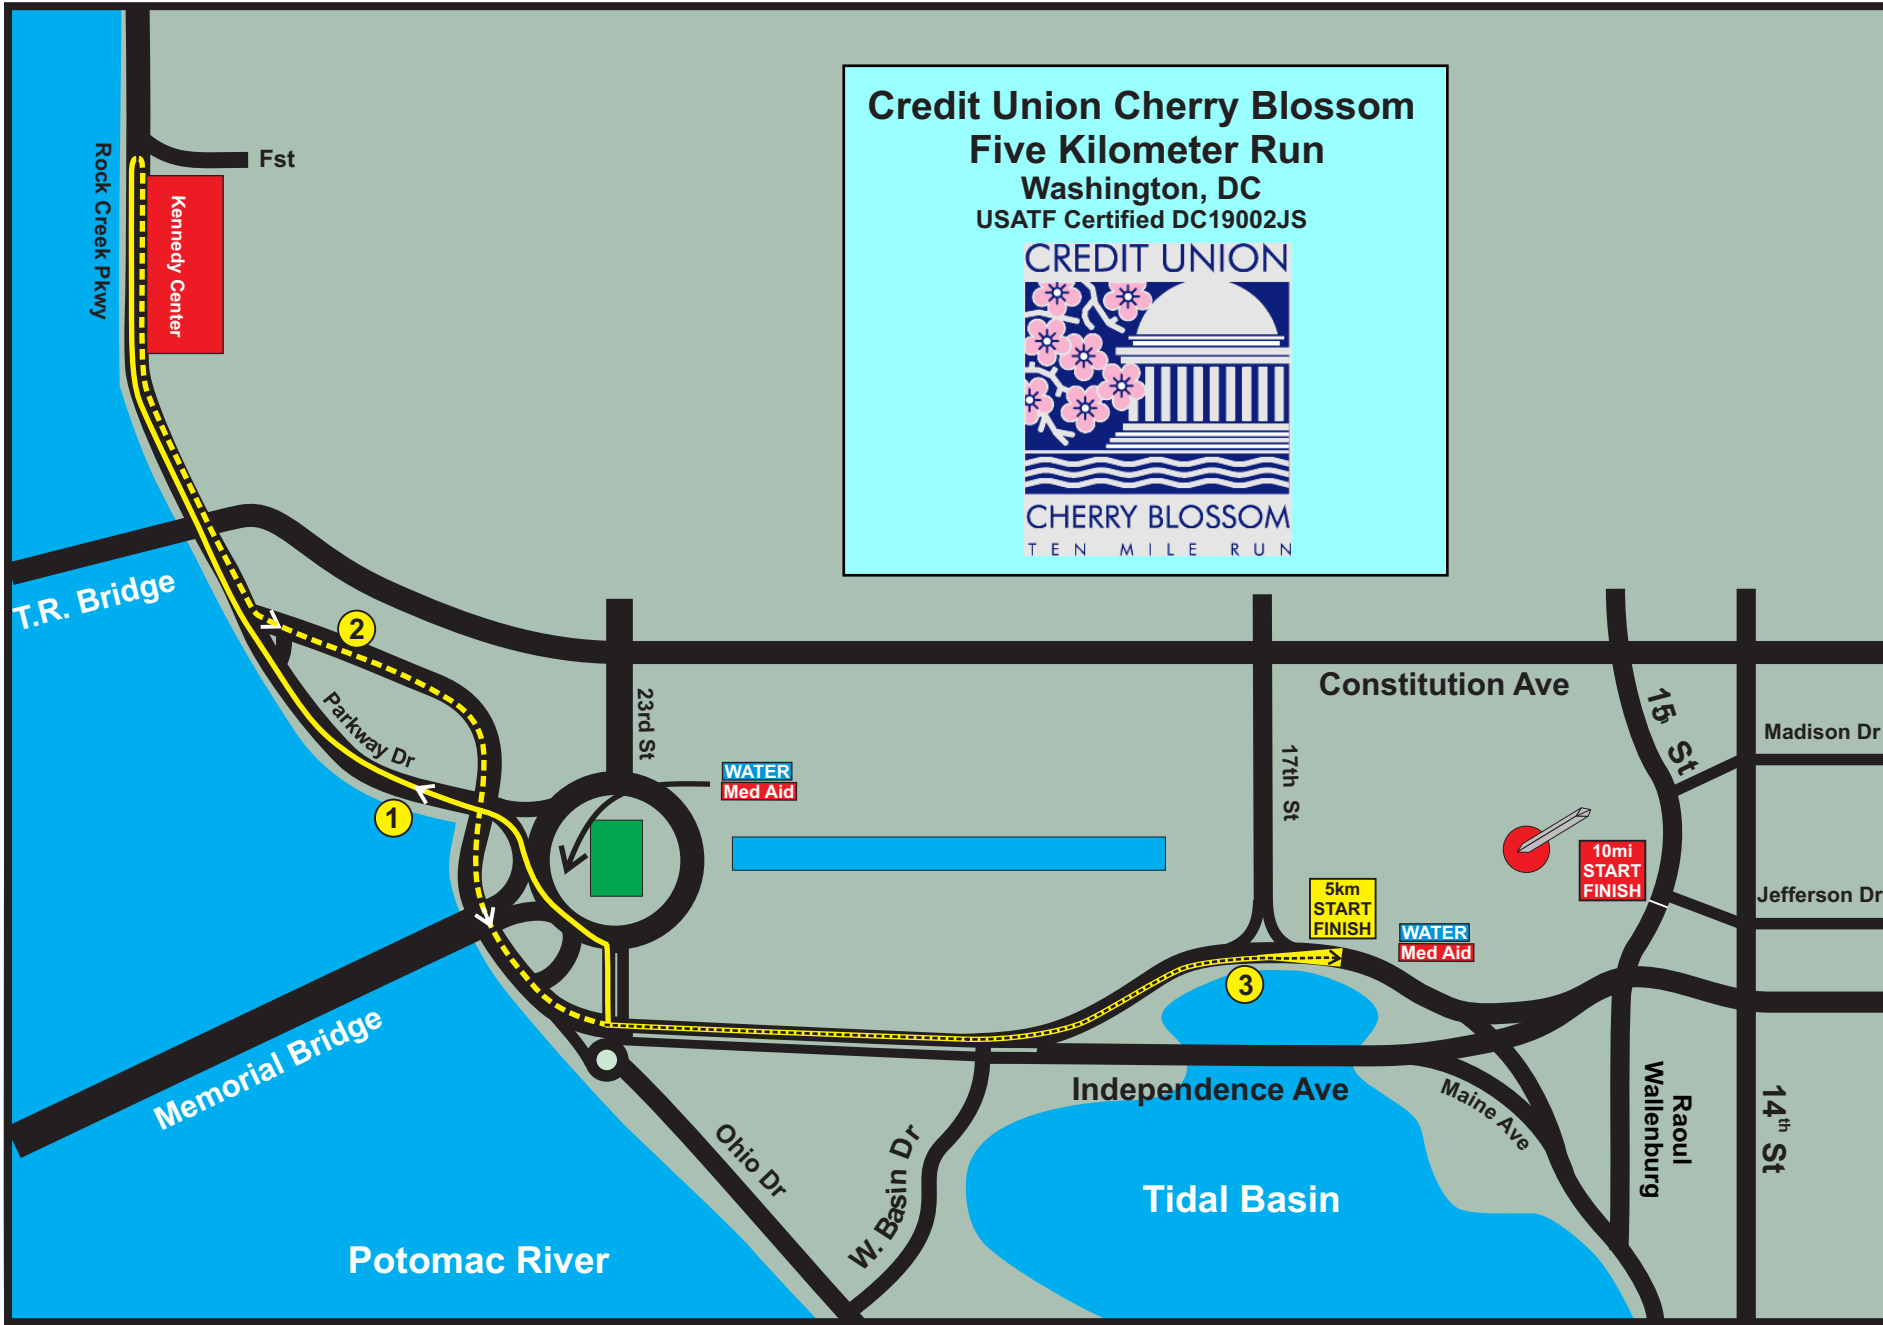 Credit Union Cherry Blossom
Five Kilometer Run
Washington, DC
USATF Certified DC19002JS
CREDIT UNION
CHERRY BLOSSOM
TEN MILE RUN
Rock Creek Pkwy
Fst
Kennedy Center
T.R. Bridge
2
Parkway Dr
1
23rd St
WATER
Med Aid
Constitution Ave
17th St
15 St
Madison Dr
10mi
START
FINISH
Jefferson Dr
5km
START
FINISH
WATER
Med Aid
3
Memorial Bridge
Independence Ave
Maine Ave
Raoul
Wallenburg
14th St
Ohio Dr
W. Basin Dr
Tidal Basin
Potomac River